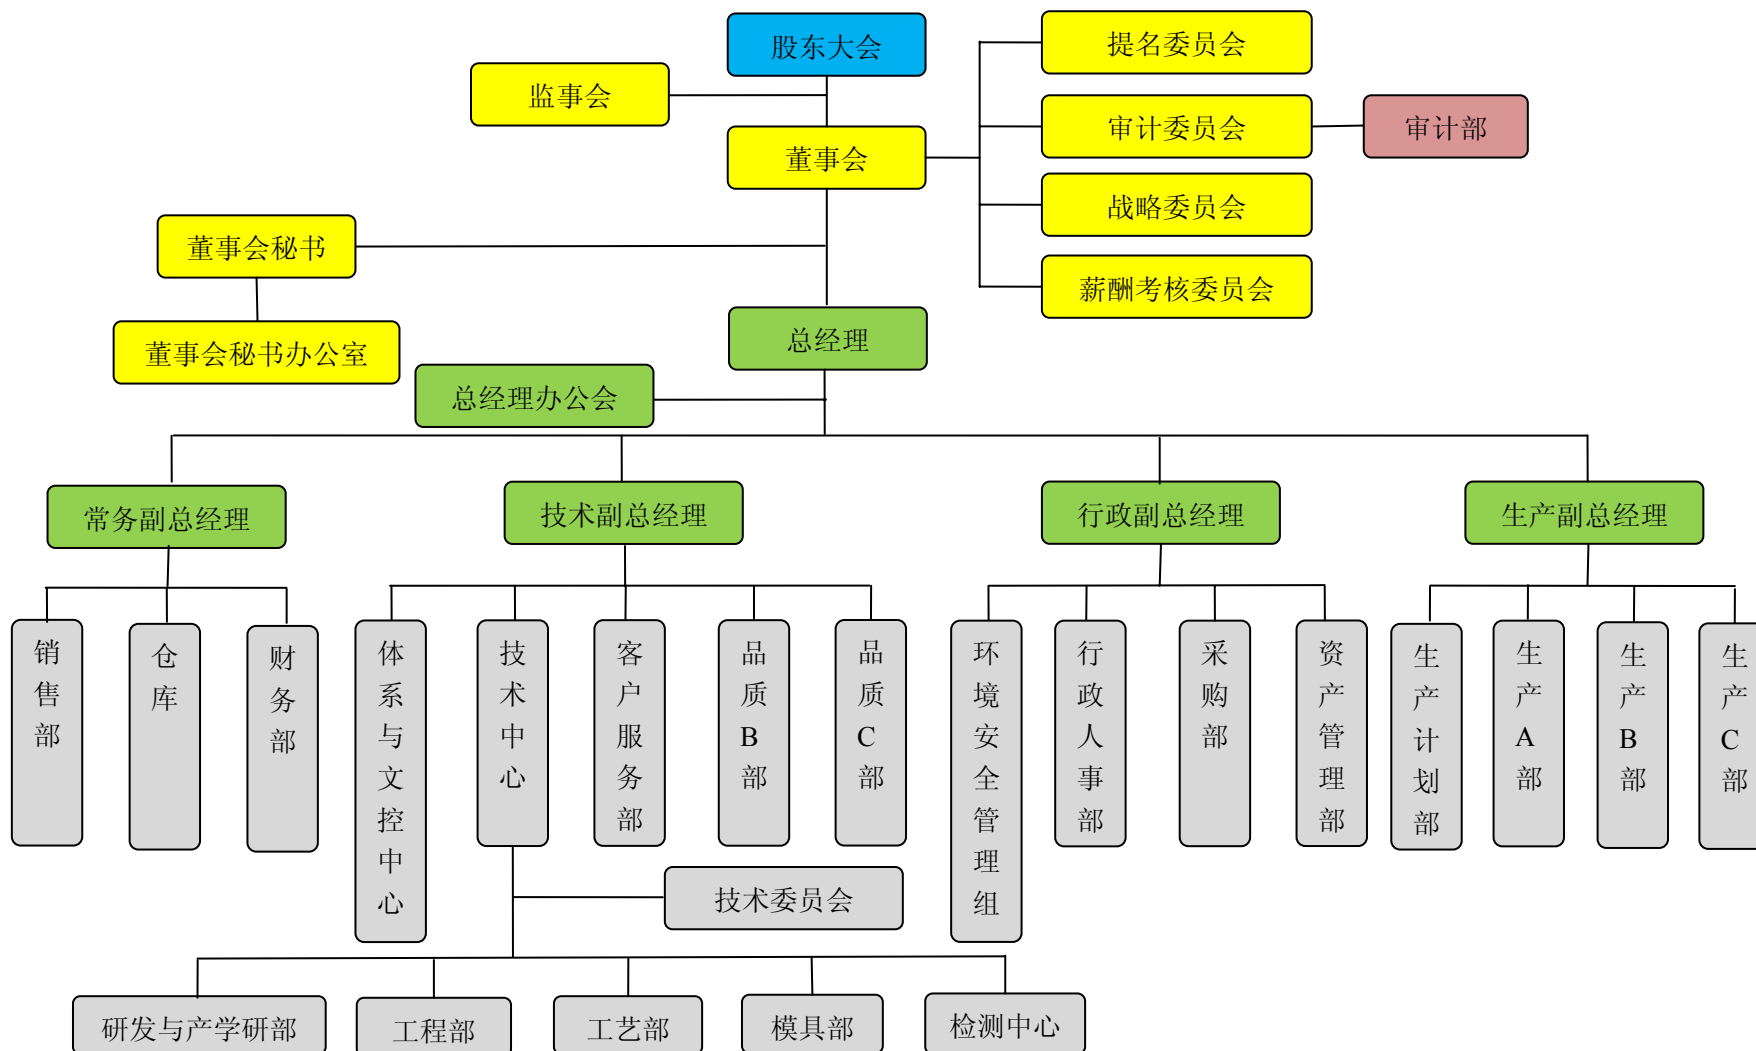 股东大会
提名委员会
监事会
审计委员会
审计部
董事会
战略委员会
董事会秘书
薪酬考核委员会
总经理
董事会秘书办公室
总经理办公会
常务副总经理
技术副总经理
行政副总经理
生产副总经理
销售部
仓库
财务部
体系与文控中心
技术中心
客户服务部
品质B部
品质C部
环境安全管理组
行政人事部
采购部
资产管理部
生产计划部
生产A部
生产B部
生产C部
技术委员会
研发与产学研部
工程部
工艺部
模具部
检测中心